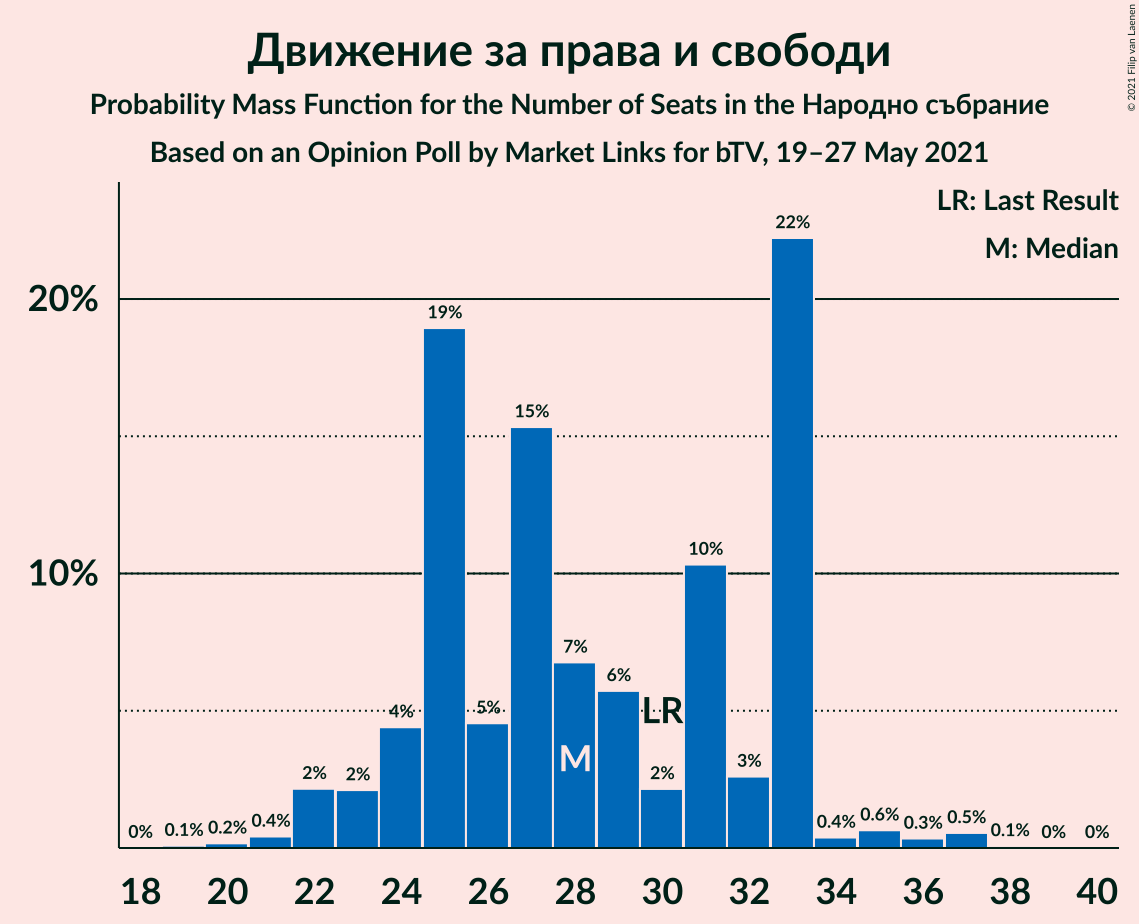 Движение за права и свободи
Probability Mass Function for the Number of Seats in the Народно събрание
Based on an Opinion Poll by Market Links for bTV, 19–27 May 2021
© 2021 Filip van Laenen
LR: Last Result
M: Median
20%
10%
0%
0.1%
0.2%
0.4%
2%
2%
4%
19%
5%
15%
7%
6%
2%
10%
3%
22%
0.4%
0.6%
0.3%
0.5%
0.1%
0%
0%
M
LR
18 20 22 24 26 28 30 32 34 36 38 40